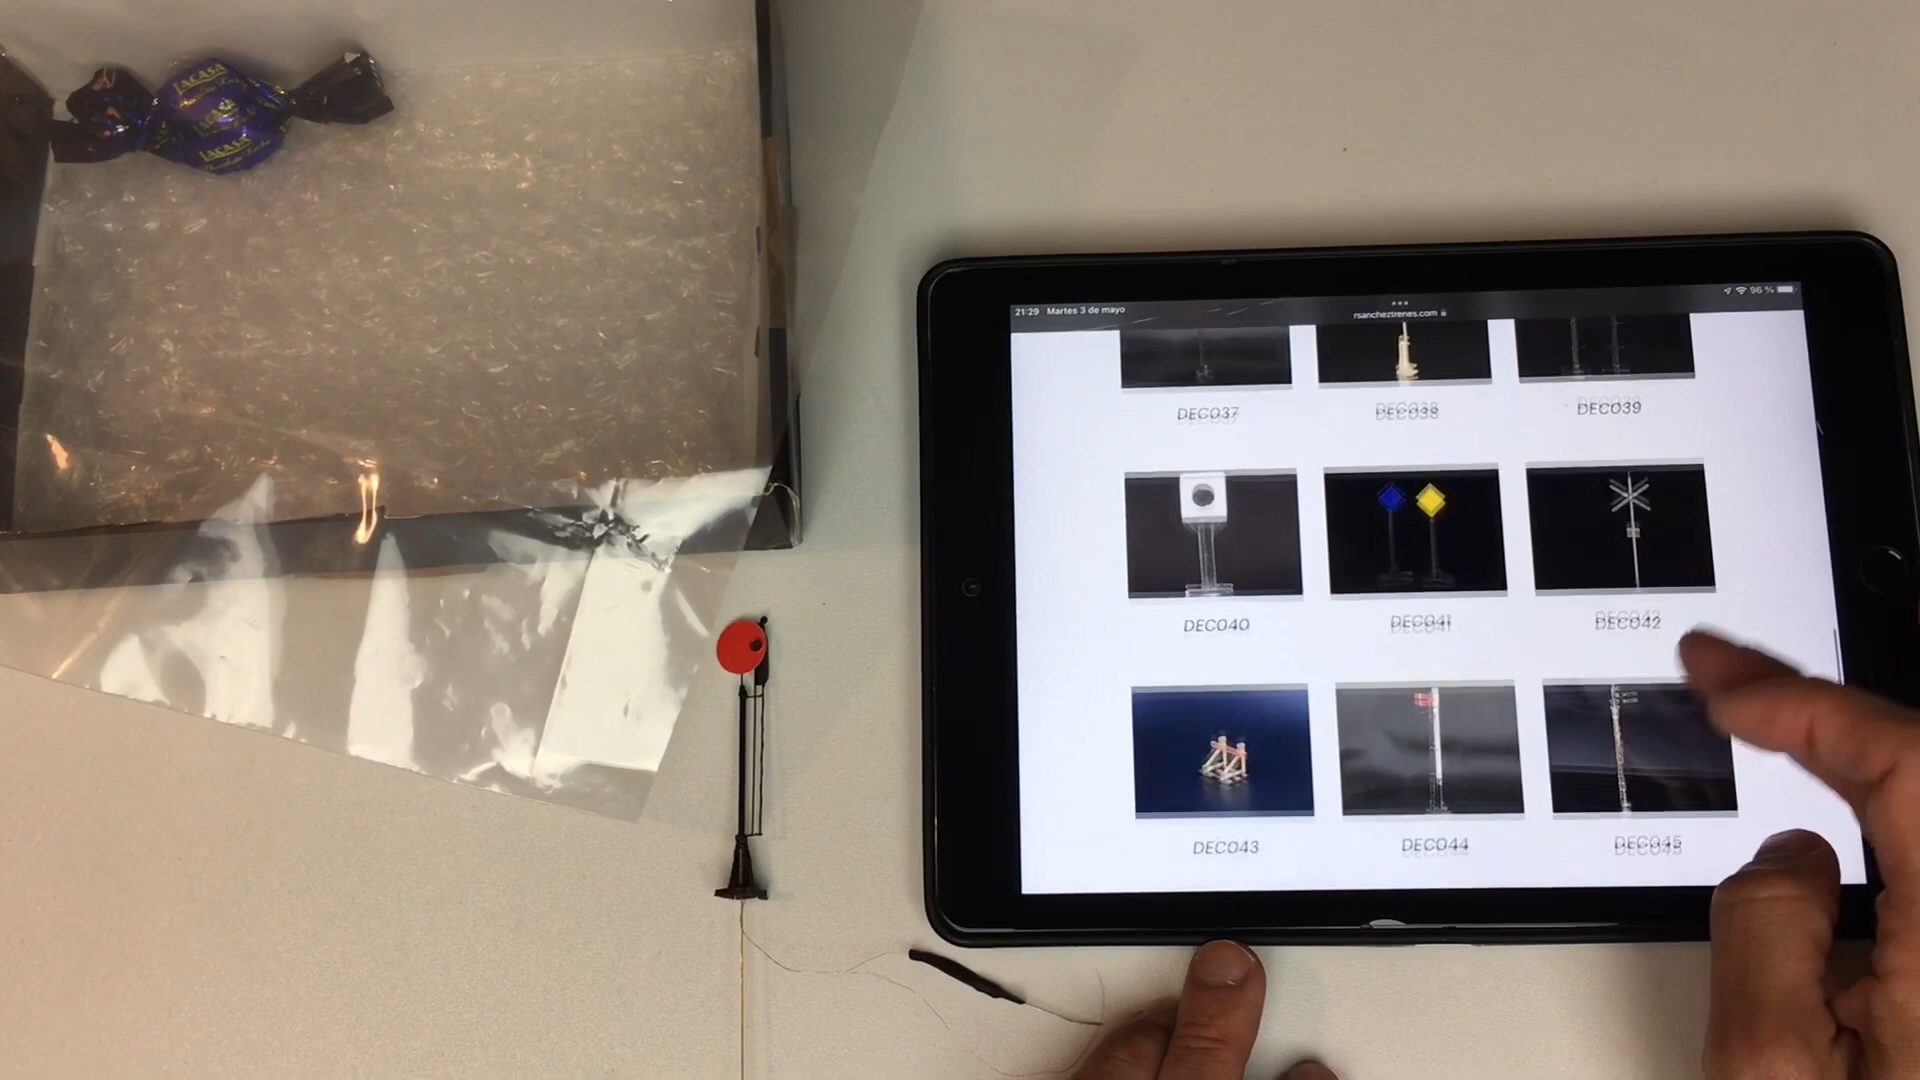 LACASA
LACASA
21:29 Martes 3 de mayo
rsancheztrenes.com
96 %
DECO37
DECO38
DECO39
DECO40
DECO41
DECO42
DECO43
DECO44
DECO45